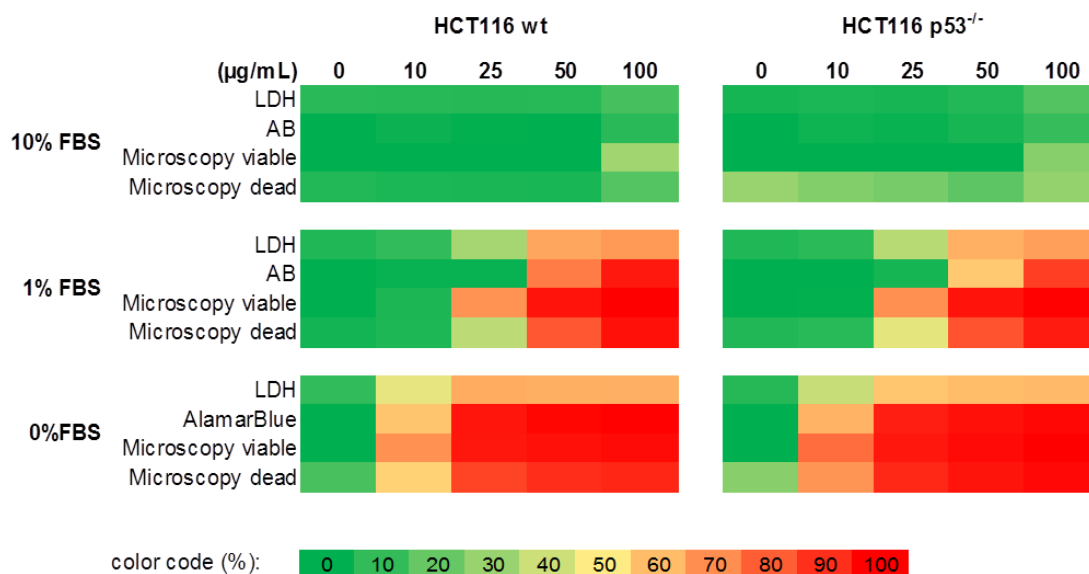 HCT116 wt HCT116 p53-/-
(µg/mL) 0 10 25 50 100 0 10 25 50 100
10% FBS
LDH
AB
Microscopy viable
Microscopy dead
1% FBS
LDH
AB
Microscopy viable
Microscopy dead
0%FBS
LDH
AlamarBlue
Microscopy viable
Microscopy dead
color code (%): 0 10 20 30 40 50 60 70 80 90 100